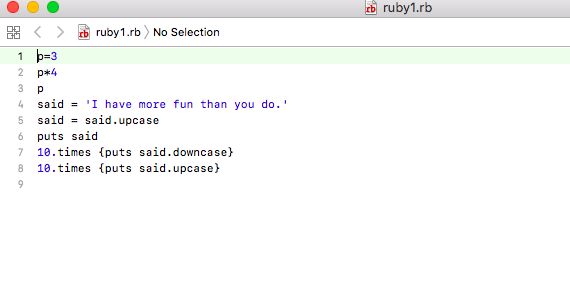 ruby1.rb
ruby1.rb 〉 No Selection
1 p=3
2 p*4
3 p
4 said = 'I have more fun than you do.'
5 said = said.upcase
6 puts said
7 10.times {puts said.downcase}
8 10.times {puts said.upcase}
9